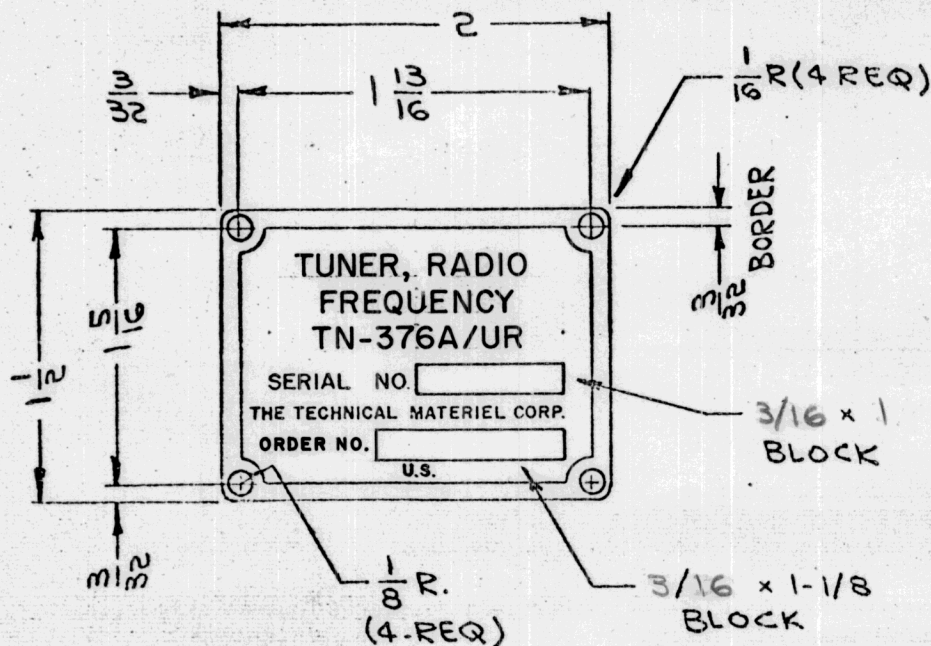 2
3/32
1 13/16
1/16 R (4 REQ)
3/32
BORDER
1 1/2
1 5/16
3/32
TUNER, RADIO
FREQUENCY
TN-376A/UR
SERIAL NO.
THE TECHNICAL MATERIEL CORP.
ORDER NO.
U.S.
3/16 × 1
BLOCK
1/8 R.
(4-REQ)
3/16 × 1-1/8
BLOCK